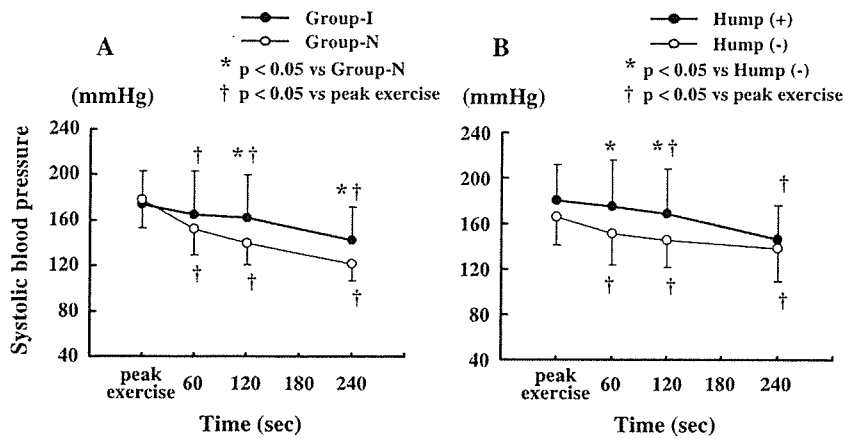 A
Group-I
Group-N
* p < 0.05 vs Group-N
† p < 0.05 vs peak exercise
(mmHg)
Systolic blood pressure
240
200
160
120
80
40
† * † * †
† † †
peak exercise 60 120 180 240
Time (sec)
B
Hump (+)
Hump (-)
* p < 0.05 vs Hump (-)
† p < 0.05 vs peak exercise
(mmHg)
240
200
160
120
80
40
* * † †
† † †
peak exercise 60 120 180 240
Time (sec)